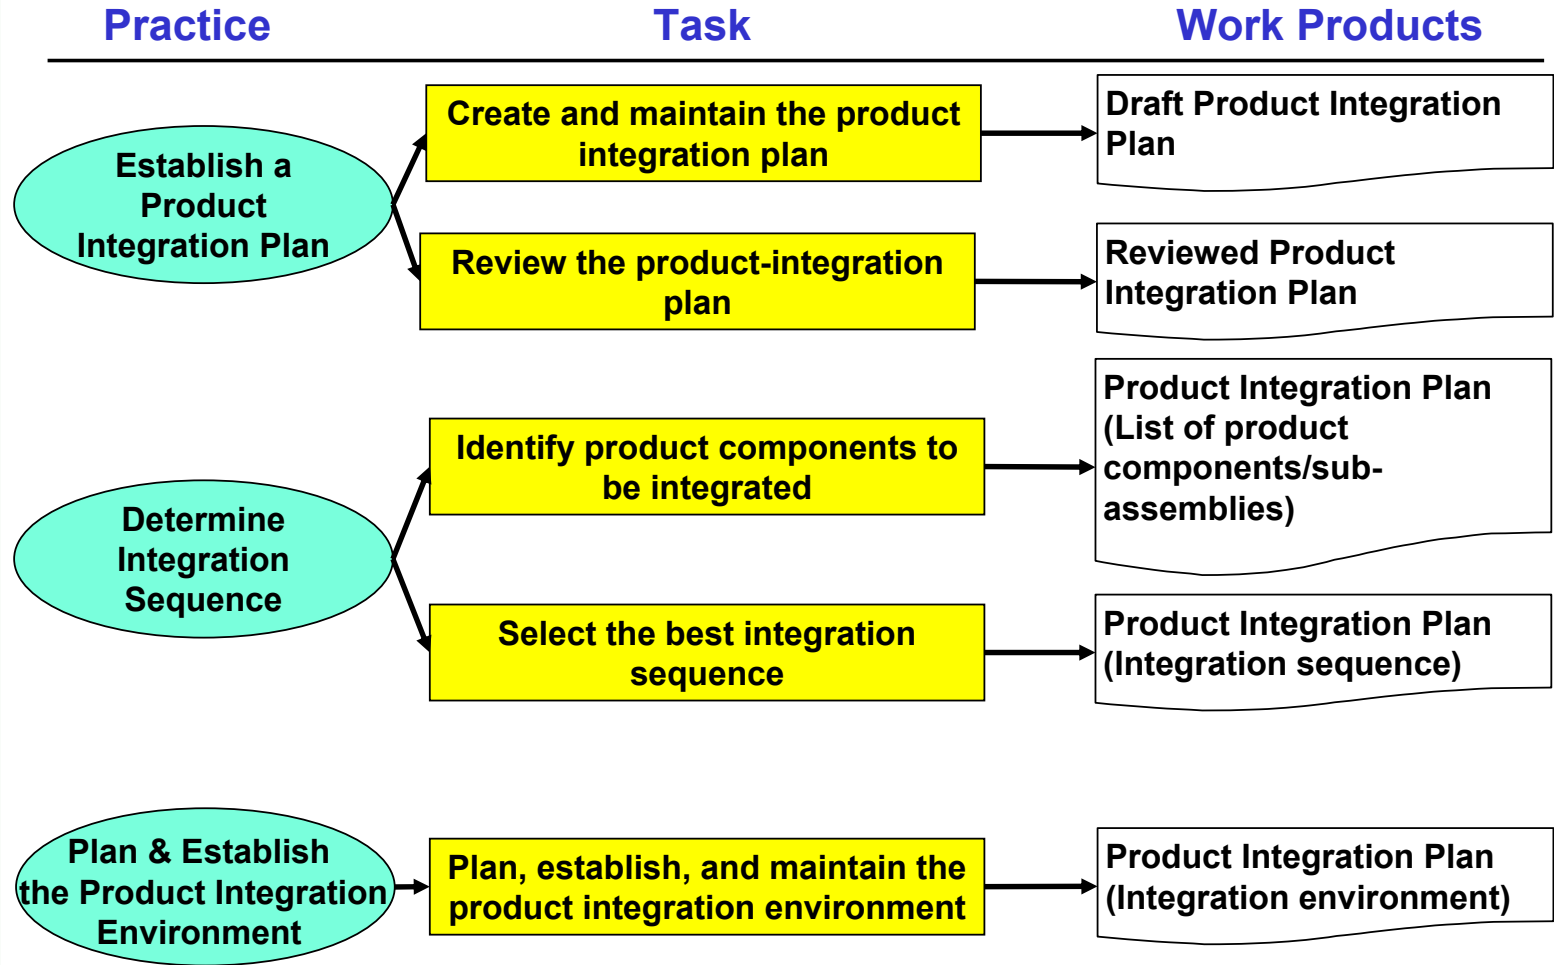 Practice
Task
Work Products
Establish a
Product
Integration Plan
Create and maintain the product
integration plan
Draft Product Integration
Plan
Review the product-integration
plan
Reviewed Product
Integration Plan
Determine
Integration
Sequence
Identify product components to
be integrated
Product Integration Plan
(List of product
components/sub-
assemblies)
Select the best integration
sequence
Product Integration Plan
(Integration sequence)
Plan & Establish
the Product Integration
Environment
Plan, establish, and maintain the
product integration environment
Product Integration Plan
(Integration environment)